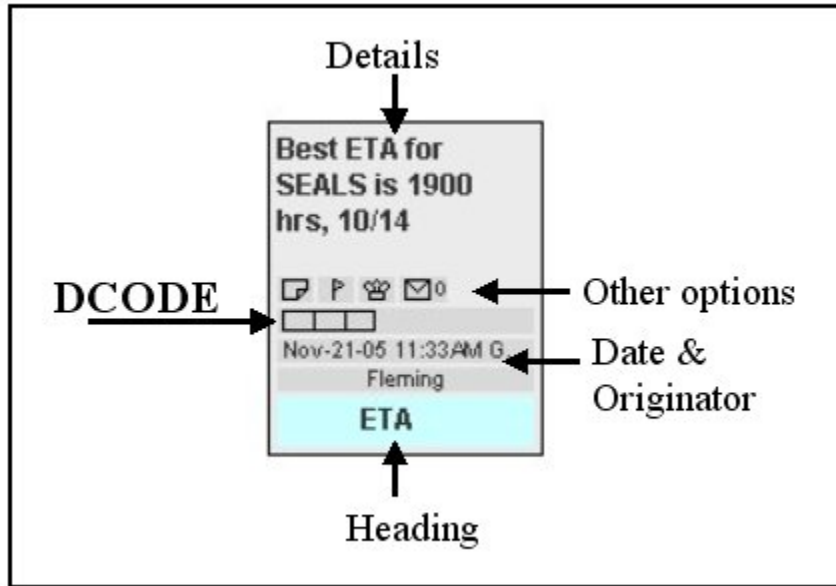 Details
Best ETA for
SEALS is 1900
hrs, 10/14
0
Other options
DCODE
Nov-21-05 11:33AM G
Date &
Originator
Fleming
ETA
Heading